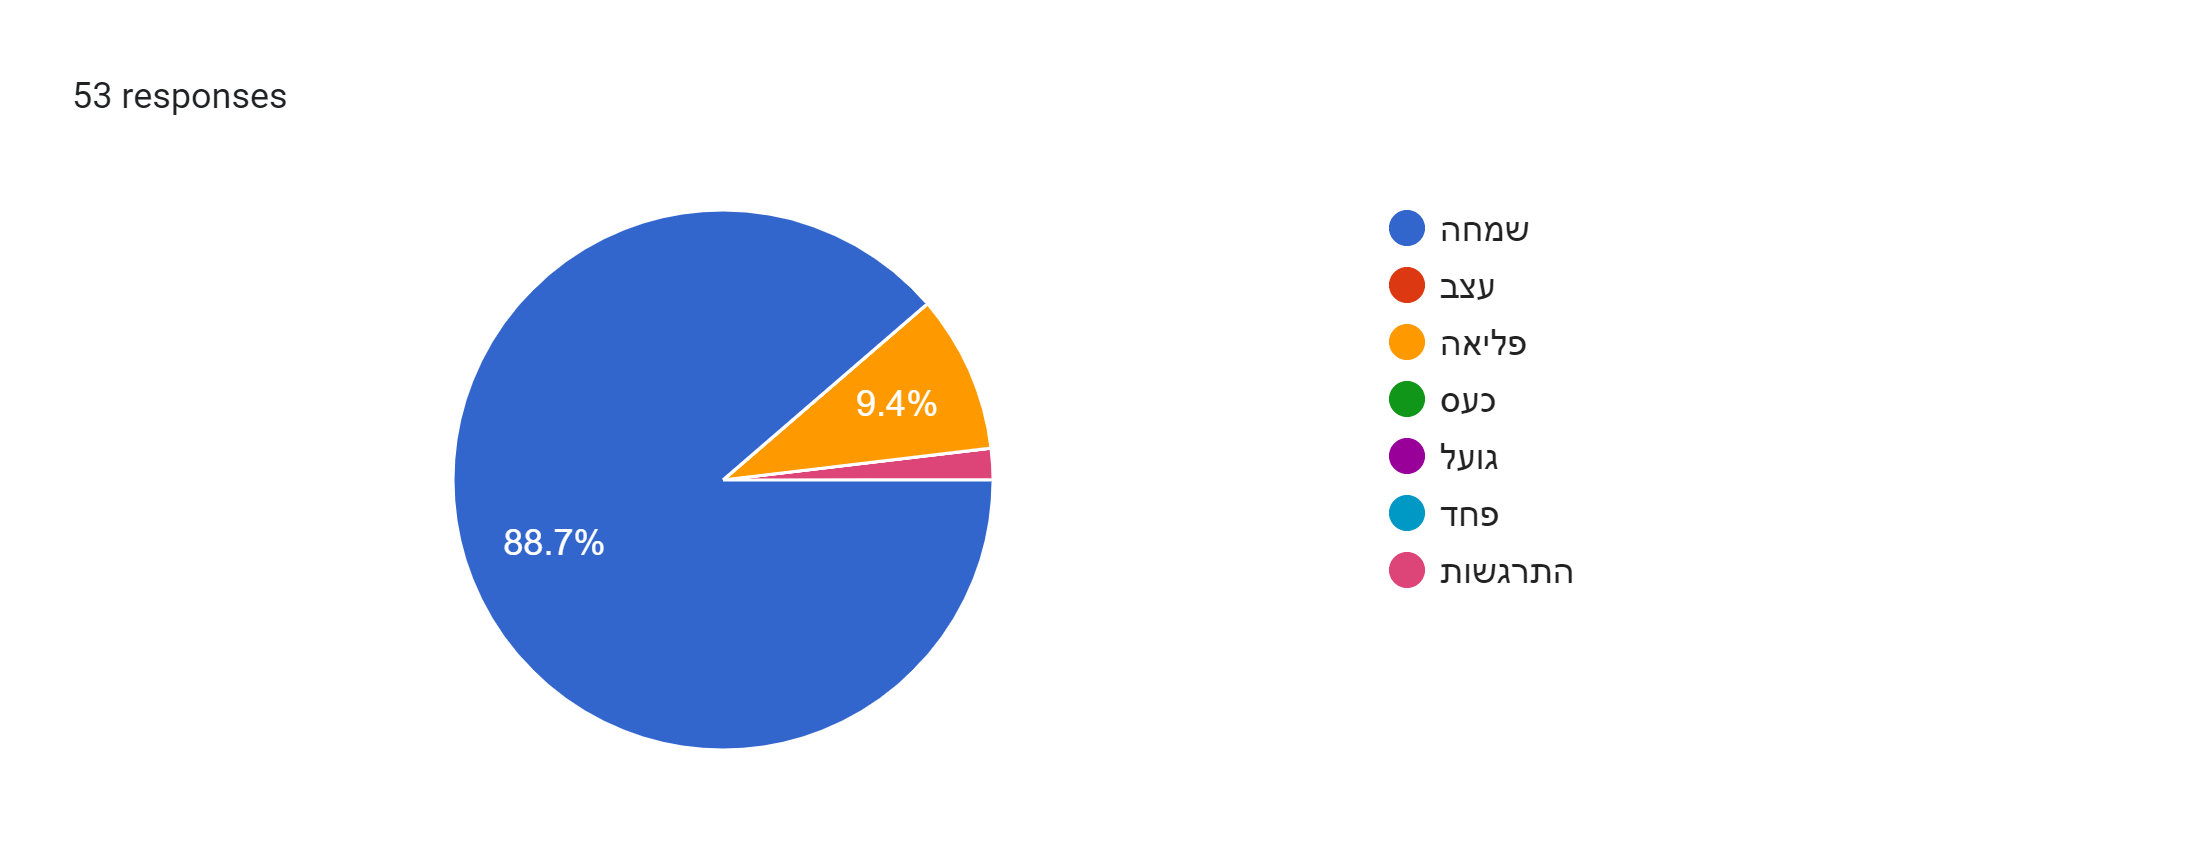 53 responses
שמחה
עצב
פליאה
כעס
גועל
פחד
התרגשות
9.4%
88.7%